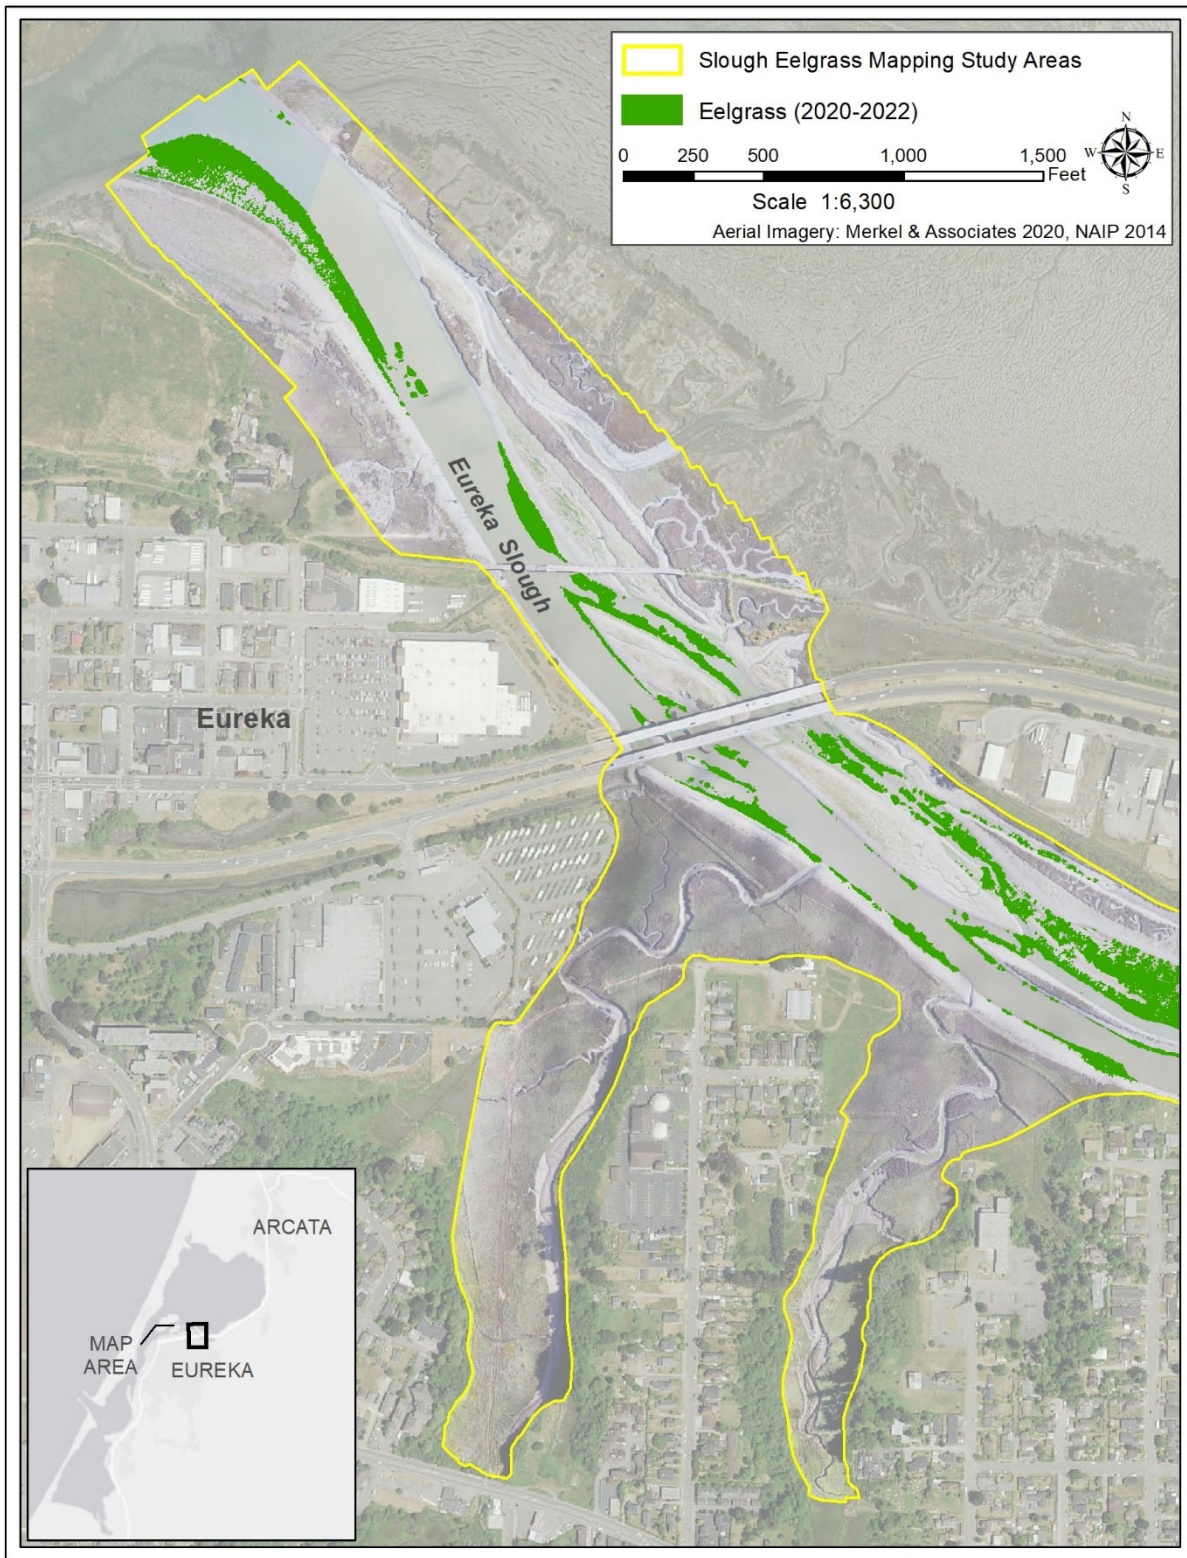 Slough Eelgrass Mapping Study Areas
Eelgrass (2020-2022)
N
W E
S
0 250 500 1,000 1,500
Feet
Scale 1:6,300
Aerial Imagery: Merkel & Associates 2020, NAIP 2014
Eureka Slough
Eureka
ARCATA
MAP
AREA
EUREKA